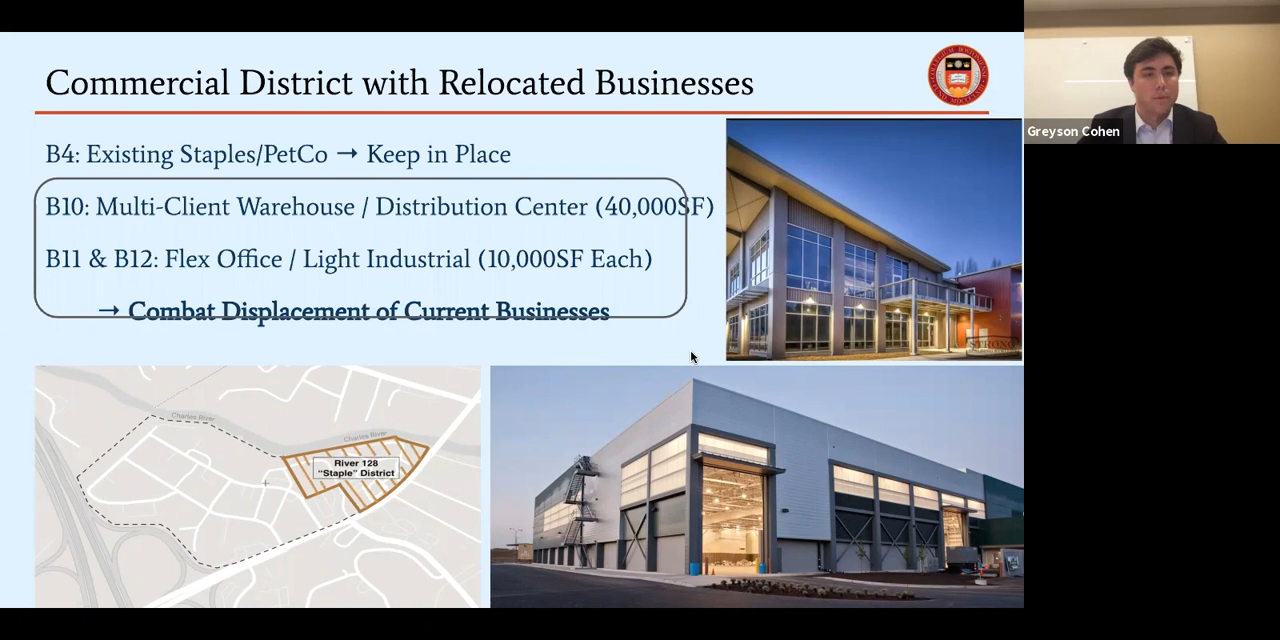 Commercial District with Relocated Businesses
B4: Existing Staples/PetCo → Keep in Place
B10: Multi-Client Warehouse / Distribution Center (40,000SF)
B11 & B12: Flex Office / Light Industrial (10,000SF Each)
→ Combat Displacement of Current Businesses
Greyson Cohen
STRONG
Charles River
Charles River
River 128
"Staple" District